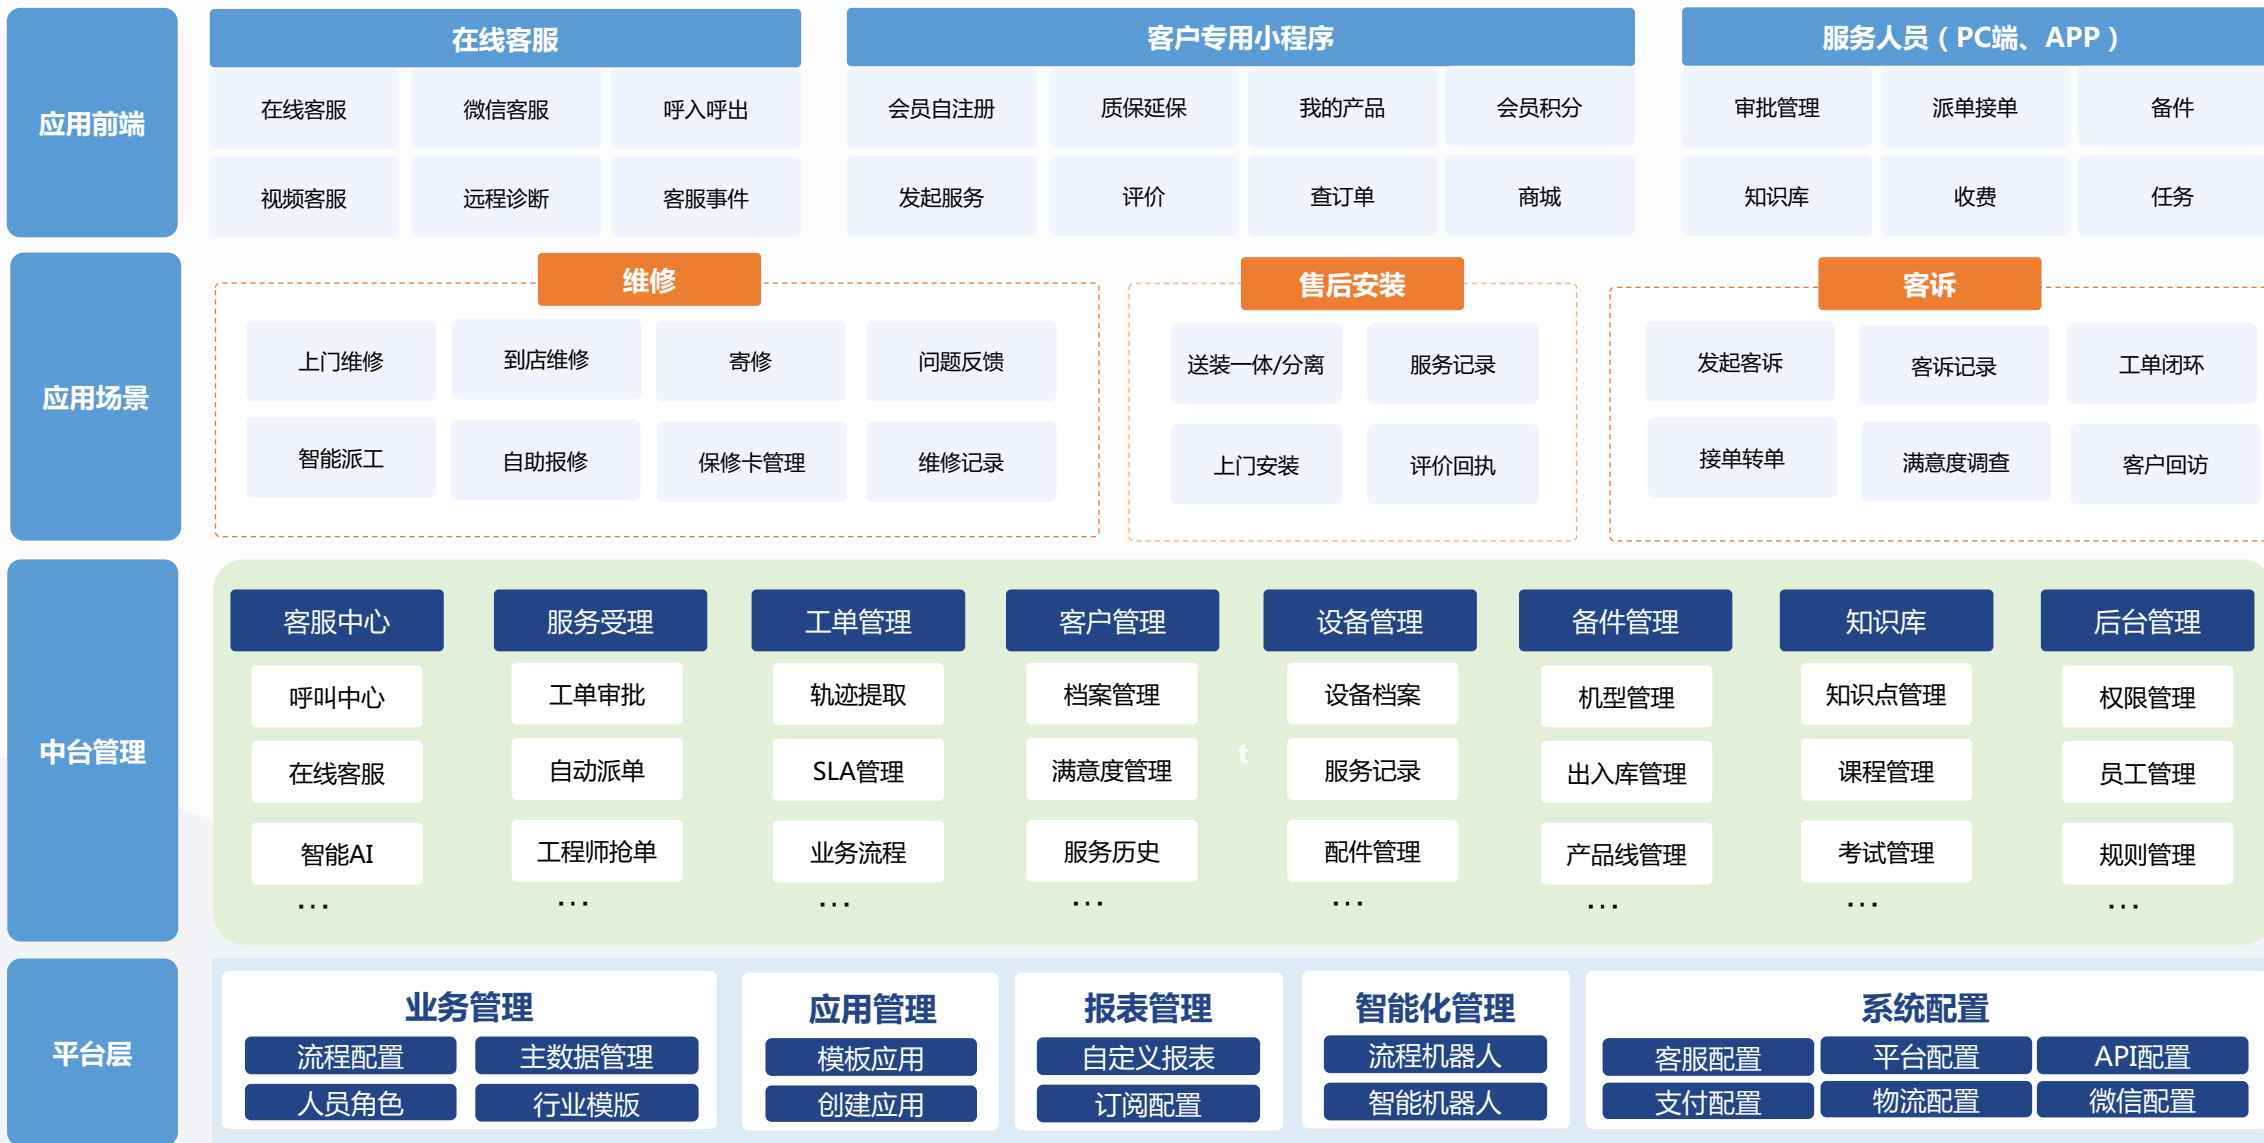 应用前端
在线客服
在线客服 微信客服 呼入呼出
视频客服 远程诊断 客服事件
客户专用小程序
会员自注册 质保延保 我的产品 会员积分
发起服务 评价 查订单 商城
服务人员（PC端、APP）
审批管理 派单接单 备件
知识库 收费 任务
应用场景
维修
上门维修 到店维修 寄修 问题反馈
智能派工 自助报修 保修卡管理 维修记录
售后安装
送装一体/分离 服务记录
上门安装 评价回执
客诉
发起客诉 客诉记录 工单闭环
接单转单 满意度调查 客户回访
中台管理
客服中心
呼叫中心
在线客服
智能AI
...
服务受理
工单审批
自动派单
工程师抢单
...
工单管理
轨迹提取
SLA管理
业务流程
...
客户管理
档案管理
满意度管理
服务历史
...
t
设备管理
设备档案
服务记录
配件管理
...
备件管理
机型管理
出入库管理
产品线管理
...
知识库
知识点管理
课程管理
考试管理
...
后台管理
权限管理
员工管理
规则管理
...
平台层
业务管理
流程配置 主数据管理
人员角色 行业模版
应用管理
模板应用
创建应用
报表管理
自定义报表
订阅配置
智能化管理
流程机器人
智能机器人
系统配置
客服配置 平台配置 API配置
支付配置 物流配置 微信配置